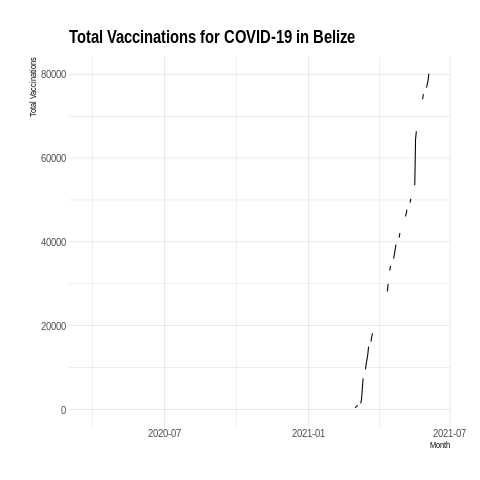 Total Vaccinations for COVID-19 in Belize
Total Vaccinations
80000
60000
40000
20000
0
2020-07 2021-01 2021-07
Month